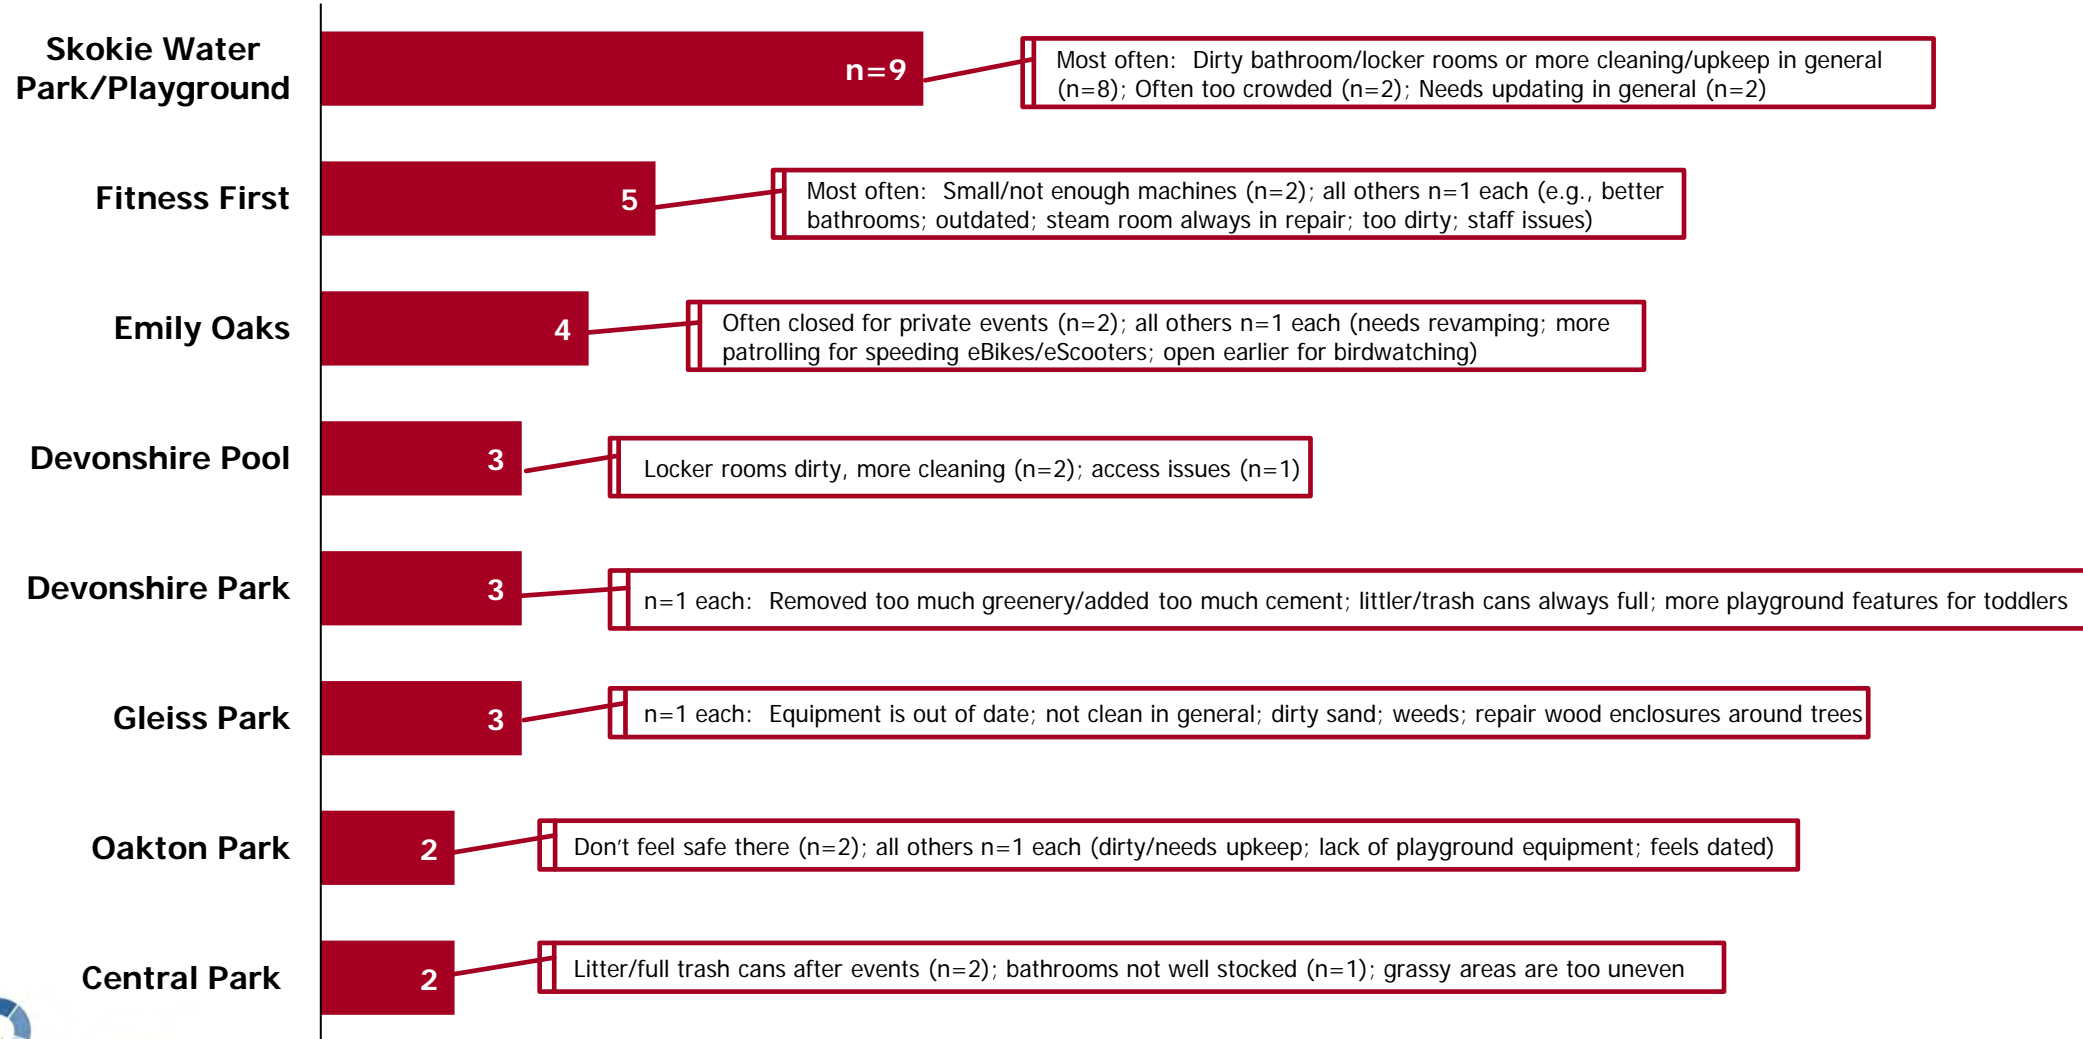 Skokie Water
Park/Playground
n=9
Most often: Dirty bathroom/locker rooms or more cleaning/upkeep in general
(n=8); Often too crowded (n=2); Needs updating in general (n=2)
Fitness First
5
Most often: Small/not enough machines (n=2); all others n=1 each (e.g., better
bathrooms; outdated; steam room always in repair; too dirty; staff issues)
Emily Oaks
4
Often closed for private events (n=2); all others n=1 each (needs revamping; more
patrolling for speeding eBikes/eScooters; open earlier for birdwatching)
Devonshire Pool
3
Locker rooms dirty, more cleaning (n=2); access issues (n=1)
Devonshire Park
3
n=1 each: Removed too much greenery/added too much cement; littler/trash cans always full; more playground features for toddlers
Gleiss Park
3
n=1 each: Equipment is out of date; not clean in general; dirty sand; weeds; repair wood enclosures around trees
Oakton Park
2
Don't feel safe there (n=2); all others n=1 each (dirty/needs upkeep; lack of playground equipment; feels dated)
Central Park
2
Litter/full trash cans after events (n=2); bathrooms not well stocked (n=1); grassy areas are too uneven